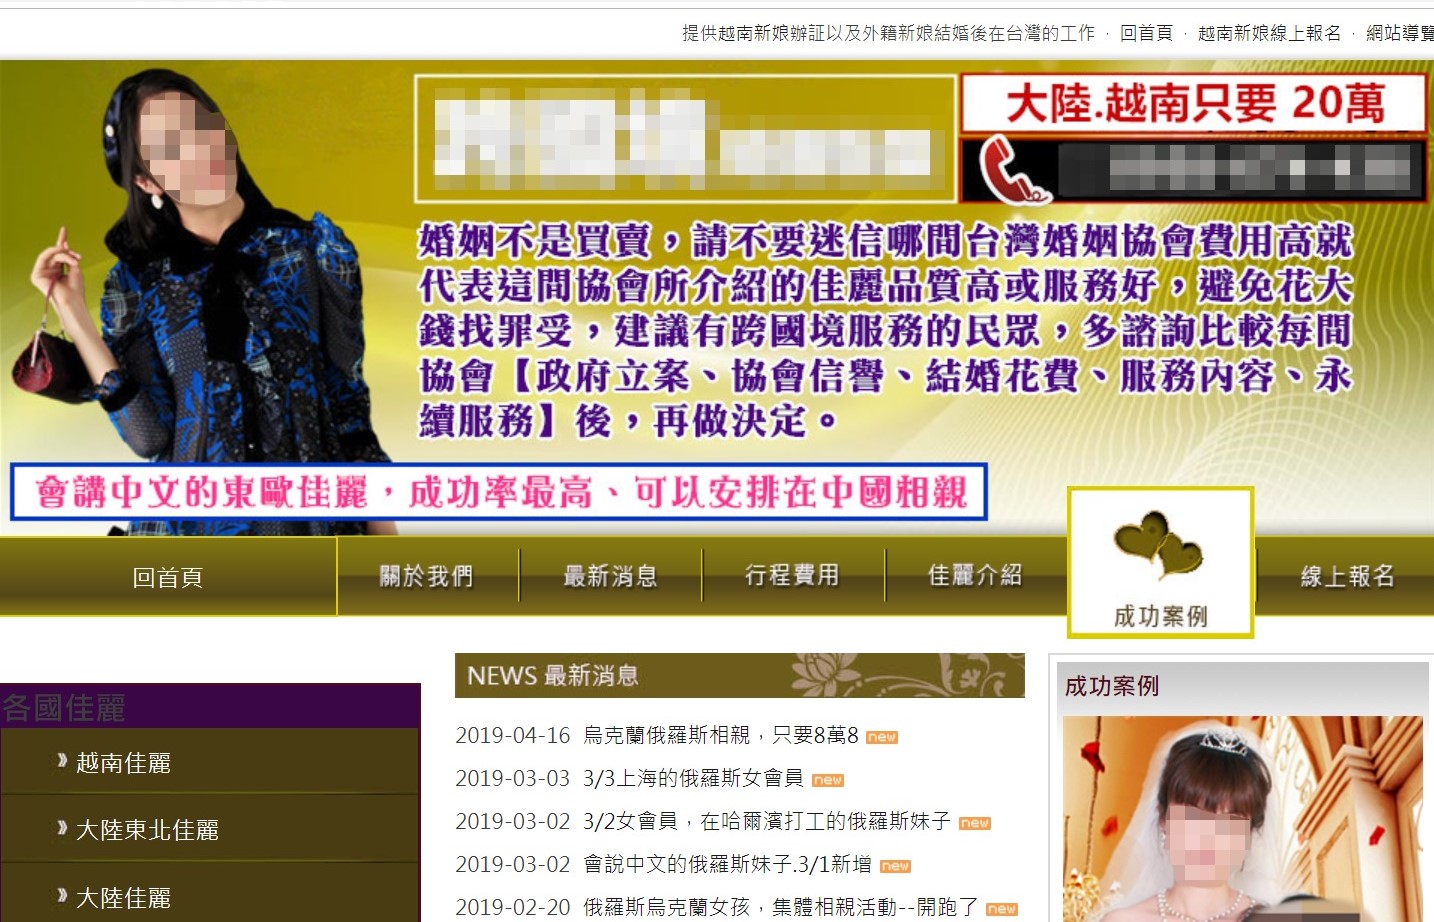 提供越南新娘辦証以及外籍新娘結婚後在台灣的工作 · 回首頁 · 越南新娘線上報名 · 網站導覽
大陸.越南只要 20萬
婚姻不是買賣，請不要迷信哪間台灣婚姻協會費用高就
代表這間協會所介紹的佳麗品質高或服務好，避免花大
錢找罪受，建議有跨國境服務的民眾，多諮詢比較每間
協會【政府立案、協會信譽、結婚花費、服務內容、永
續服務】後，再做決定。
會講中文的東歐佳麗，成功率最高、可以安排在中國相親
回首頁
關於我們
最新消息
行程費用
佳麗介紹
成功案例
線上報名
各國佳麗
越南佳麗
大陸東北佳麗
大陸佳麗
NEWS 最新消息
2019-04-16 烏克蘭俄羅斯相親，只要8萬8 new
2019-03-03 3/3上海的俄羅斯女會員 new
2019-03-02 3/2女會員，在哈爾濱打工的俄羅斯妹子 new
2019-03-02 會說中文的俄羅斯妹子.3/1新增 new
2019-02-20 俄羅斯烏克蘭女孩，集體相親活動--開跑了 new
成功案例